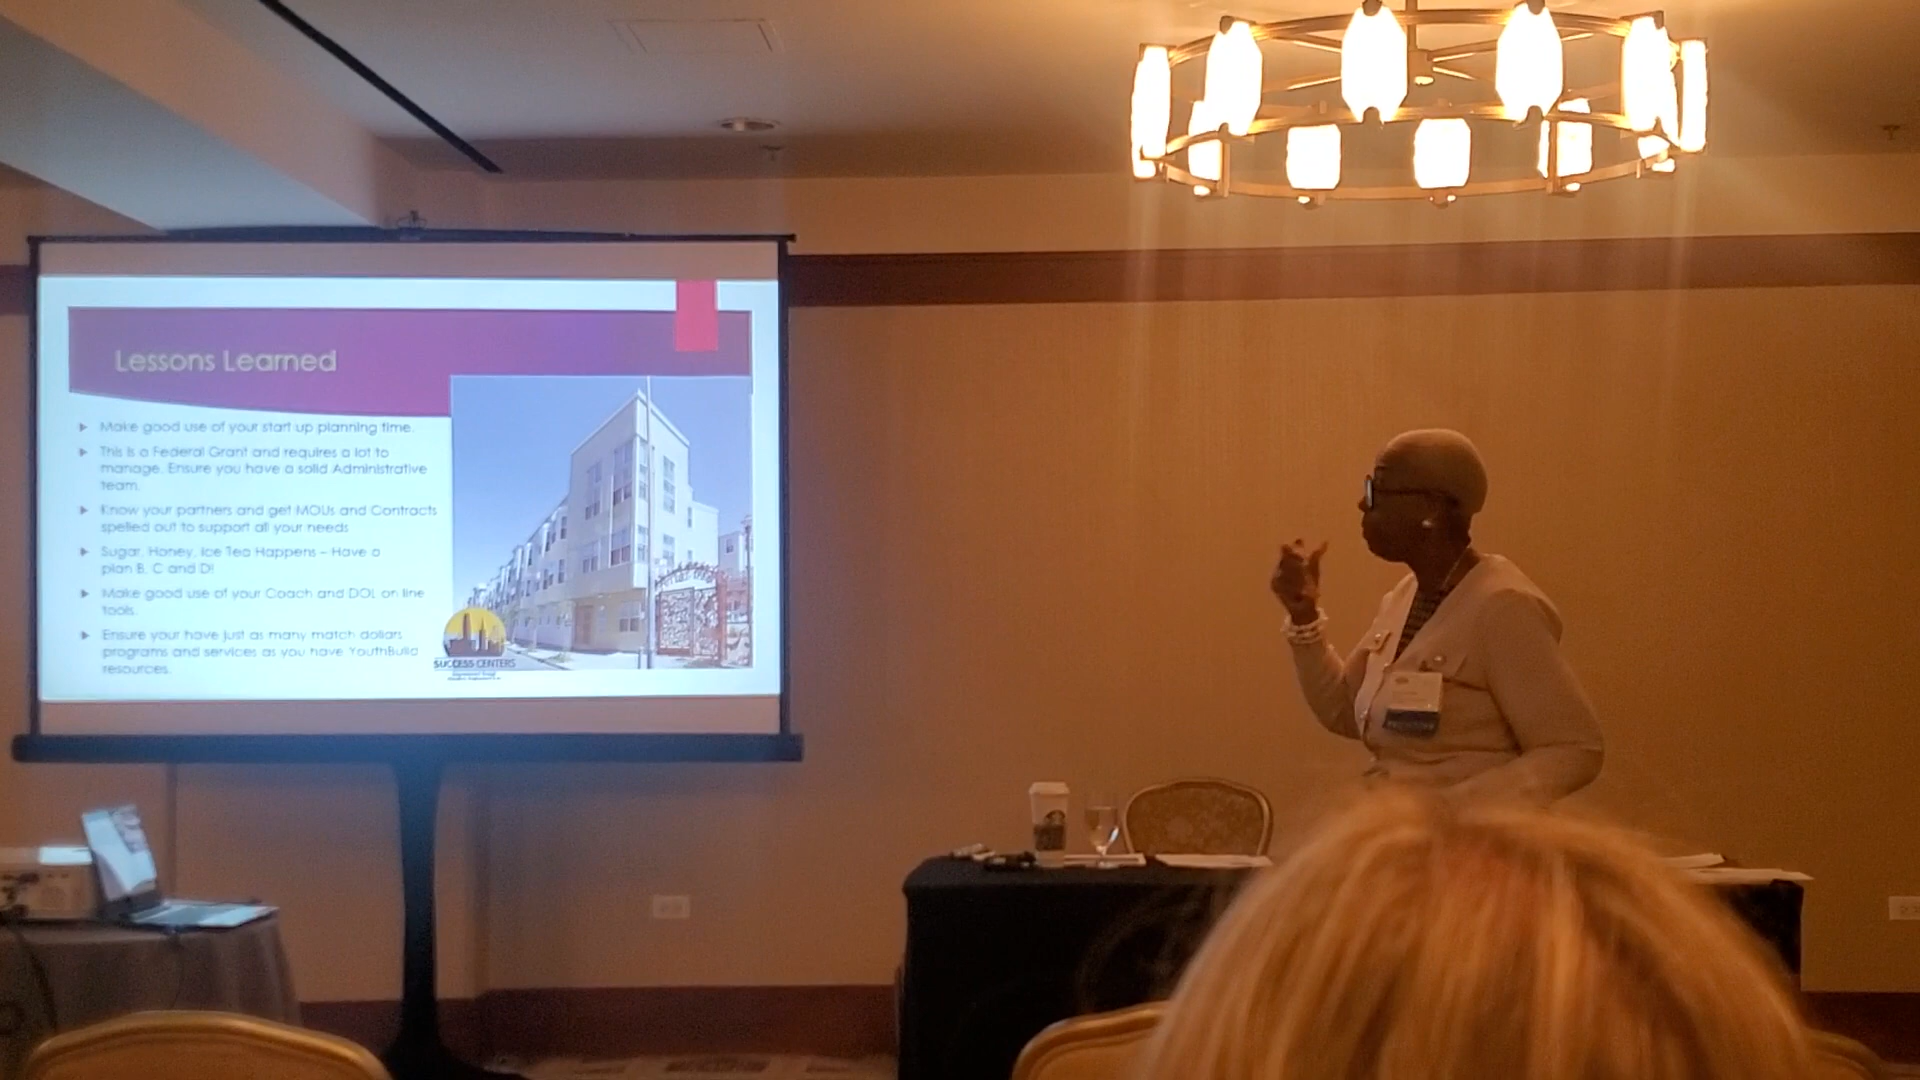 Lessons Learned
Make good use of your start up planning time.
This is a Federal Grant and requires a lot to
manage. Ensure you have a solid Administrative
team.
Know your partners and get MOUs and Contracts
spelled out to support all your needs
Sugar, Honey, Ice Tea Happens – Have a
plan B, C and D!
Make good use of your Coach and DOL on line
tools.
Ensure your have just as many match dollars
programs and services as you have YouthBuild
resources.
SUCCESS CENTERS